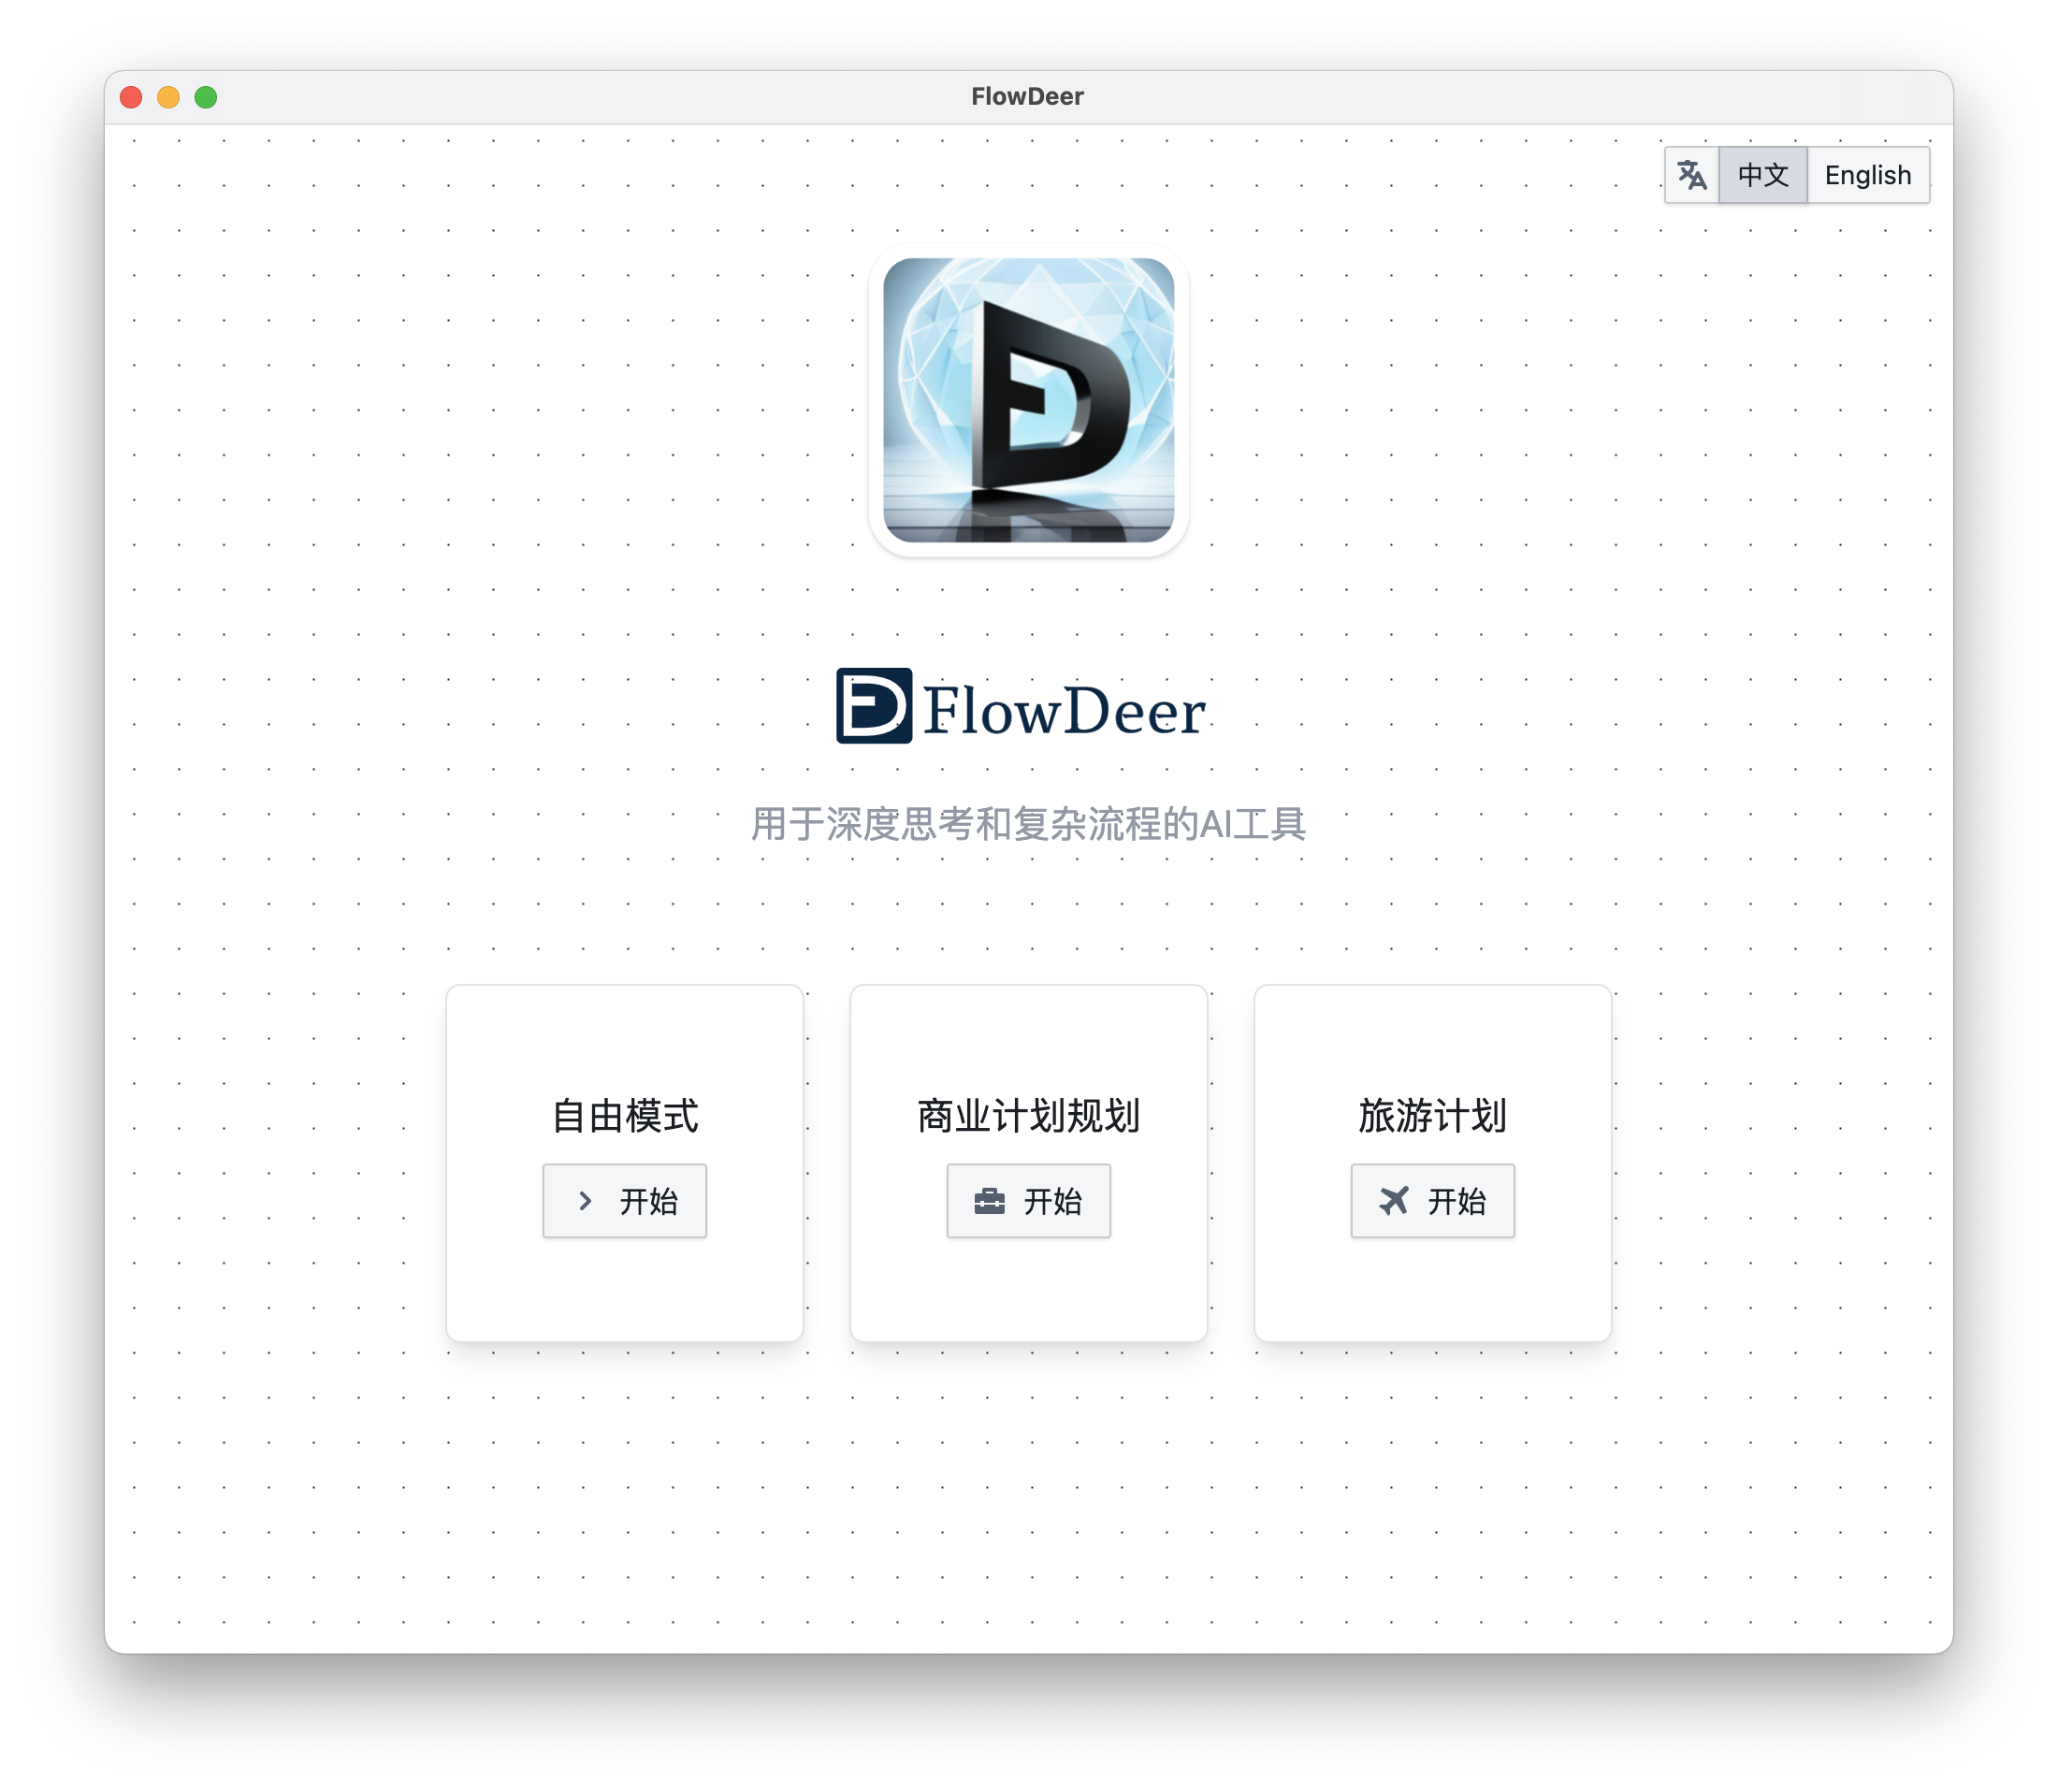 FlowDeer
中文 English
FlowDeer
用于深度思考和复杂流程的AI工具
自由模式
开始
商业计划规划
开始
旅游计划
开始